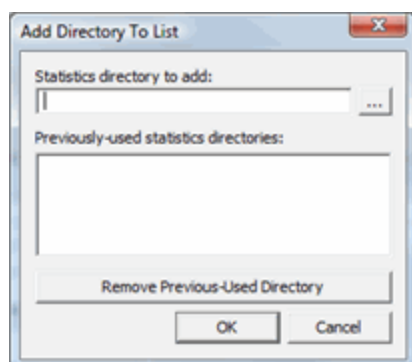 Add Directory To List
Statistics directory to add:
...
Previously-used statistics directories:
Remove Previous-Used Directory
OK
Cancel